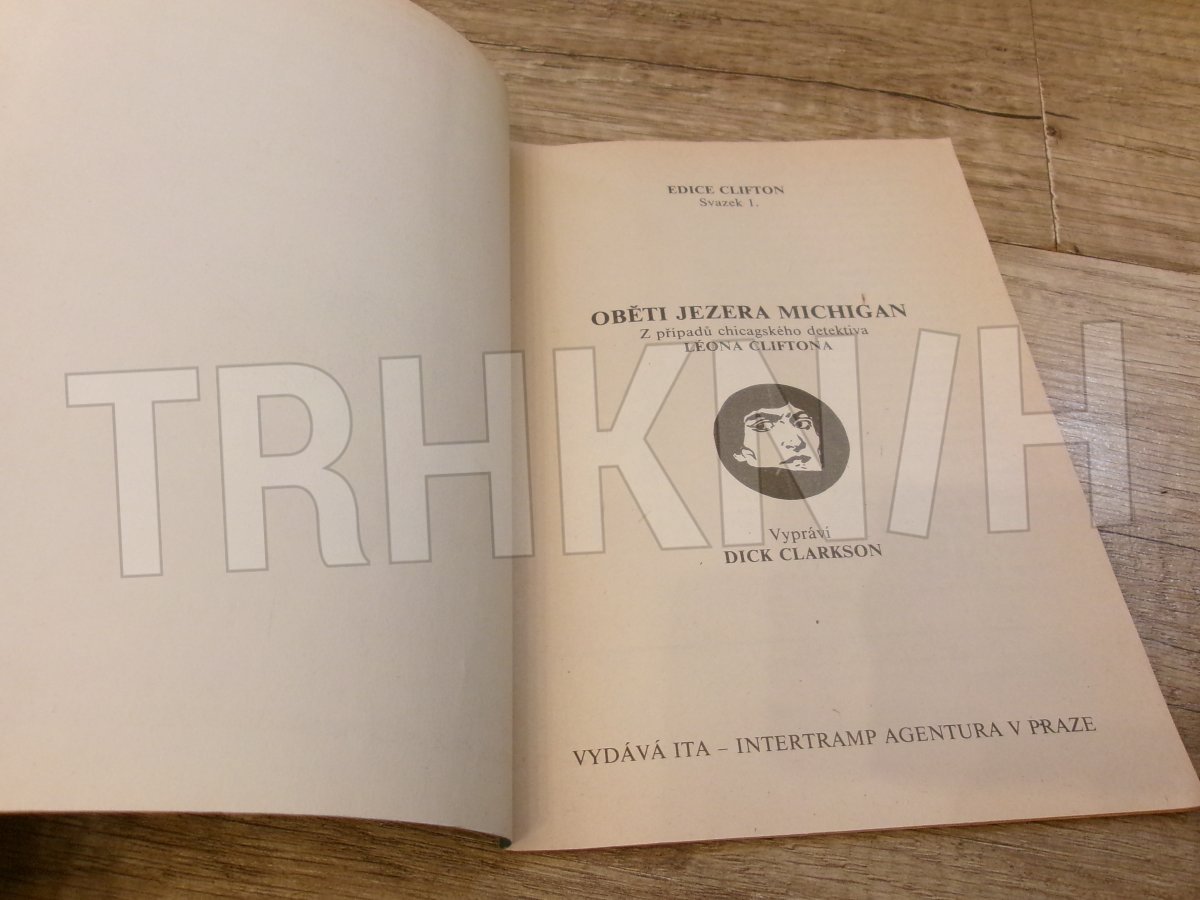 EDICE CLIFTON
Svazek 1.
OBĚTI JEZERA MICHIGAN
Z případů chicagského detektiva
LÉONA CLIFTONA
Vypráví
DICK CLARKSON
VYDÁVÁ ITA – INTERTRAMP AGENTURA V PRAZE
TRHKNIH